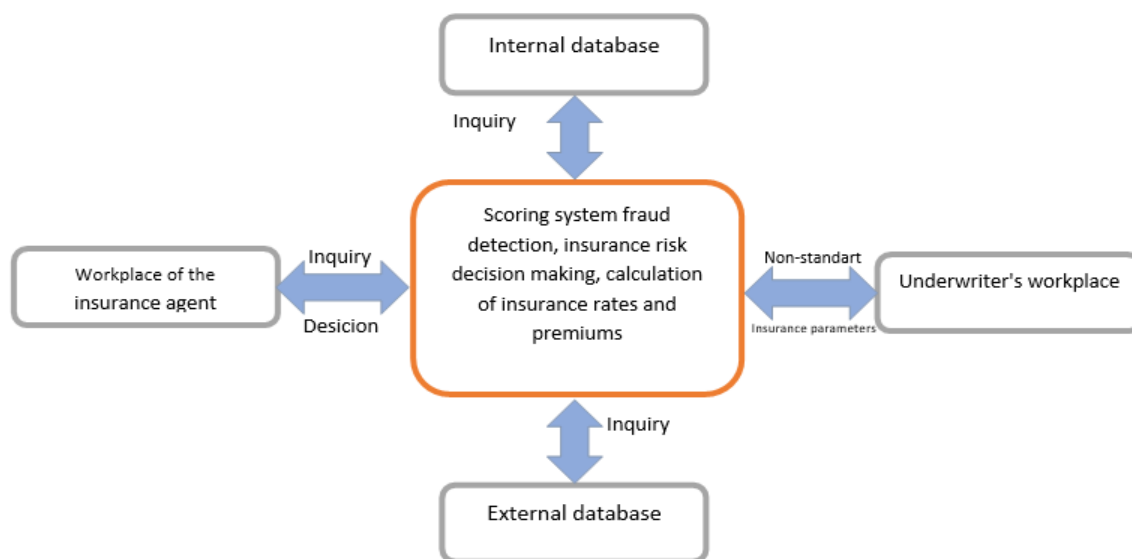 Internal database
Inquiry
Scoring system fraud
detection, insurance risk
decision making, calculation
of insurance rates and
premiums
Inquiry
Desicion
Workplace of the
insurance agent
Non-standart
Insurance parameters
Underwriter's workplace
Inquiry
External database